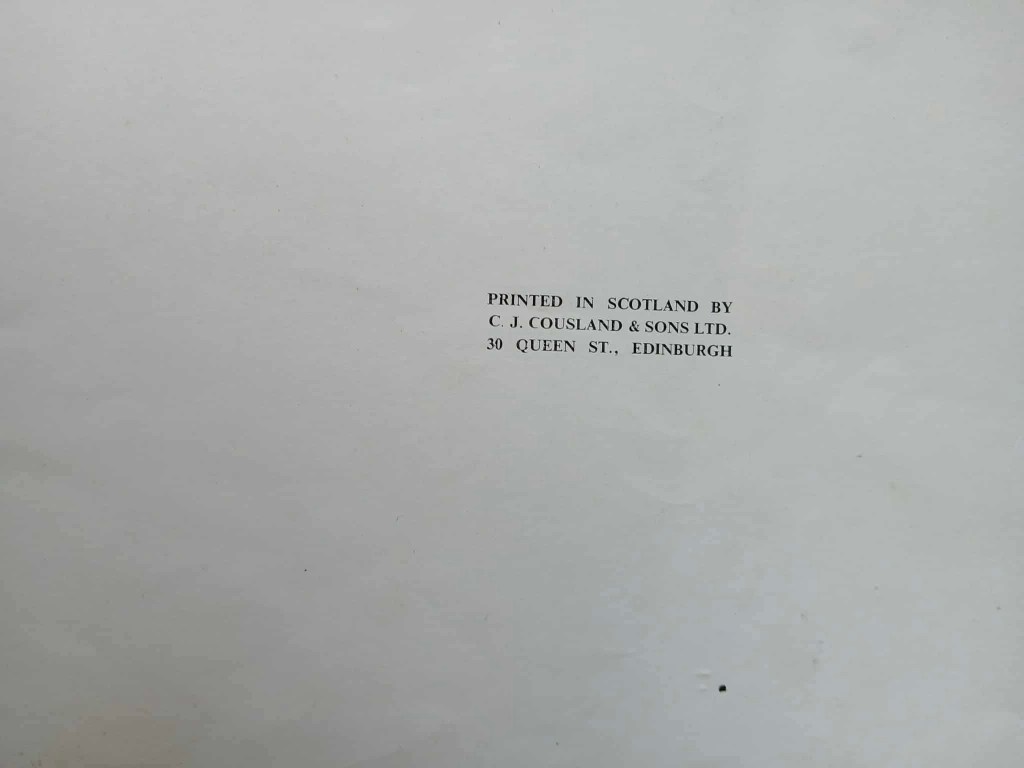 PRINTED IN SCOTLAND BY
C. J. COUSLAND & SONS LTD.
30 QUEEN ST., EDINBURGH